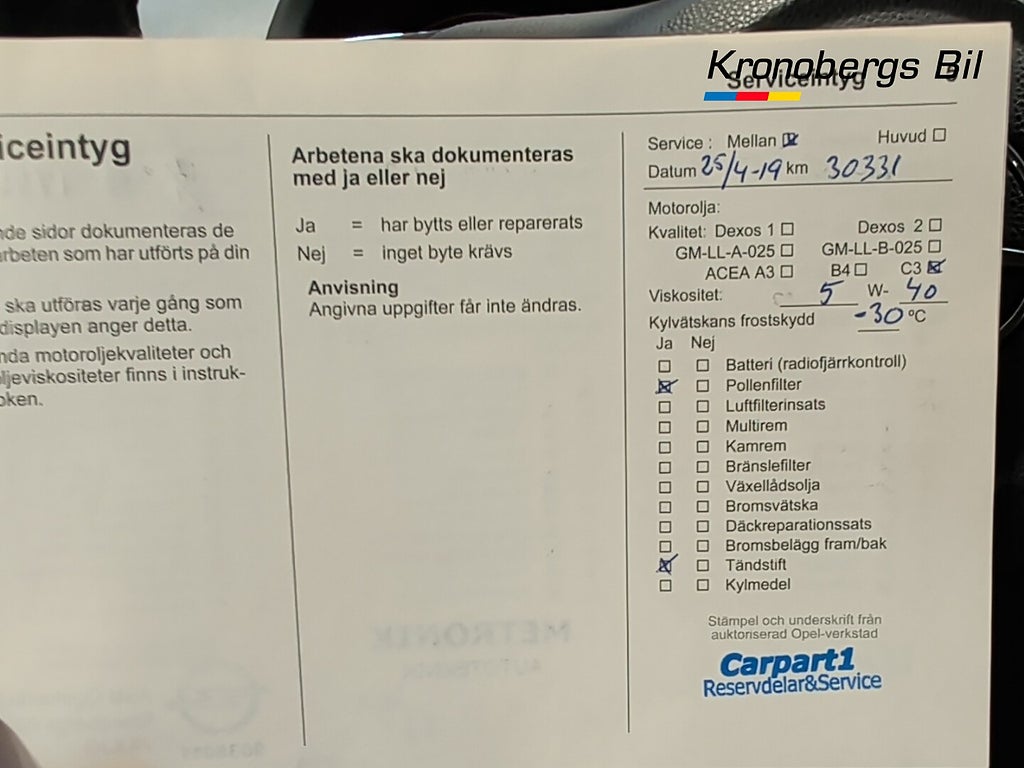 Kronobergs Bil
Serviceintyg
iceintyg
nde sidor dokumenteras de
rbeten som har utförts på din
ska utföras varje gång som
displayen anger detta.
nda motoroljekvaliteter och
ljeviskositeter finns i instruk-
oken.
Arbetena ska dokumenteras
med ja eller nej
Ja = har bytts eller reparerats
Nej = inget byte krävs
Anvisning
Angivna uppgifter får inte ändras.
Service : Mellan ☒ Huvud ☐
Datum 25/4-19 km 30331
Motorolja:
Kvalitet: Dexos 1 ☐ Dexos 2 ☐
GM-LL-A-025 ☐ GM-LL-B-025 ☐
ACEA A3 ☐ B4 ☐ C3 ☒
Viskositet: 5 W- 40
Kylvätskans frostskydd -30 °C
Ja Nej
☐ ☐ Batteri (radiofjärrkontroll)
☒ ☐ Pollenfilter
☐ ☐ Luftfilterinsats
☐ ☐ Multirem
☐ ☐ Kamrem
☐ ☐ Bränslefilter
☐ ☐ Växellådsolja
☐ ☐ Bromsvätska
☐ ☐ Däckreparationssats
☐ ☐ Bromsbelägg fram/bak
☒ ☐ Tändstift
☐ ☐ Kylmedel
Stämpel och underskrift från
auktoriserad Opel-verkstad
Carpart1
Reservdelar&Service
METRONIK